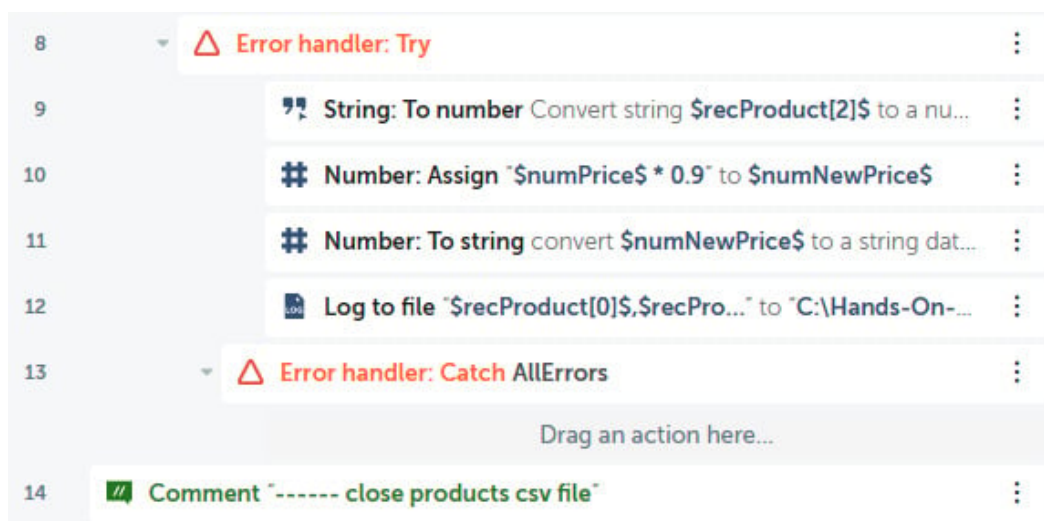 8 Error handler: Try
9 String: To number Convert string $recProduct[2]$ to a nu...
10 Number: Assign "$numPrice$ * 0.9" to $numNewPrice$
11 Number: To string convert $numNewPrice$ to a string dat...
12 LOG Log to file "$recProduct[0]$,$recPro..." to "C:\Hands-On-...
13 Error handler: Catch AllErrors
Drag an action here...
14 // Comment "------ close products csv file"